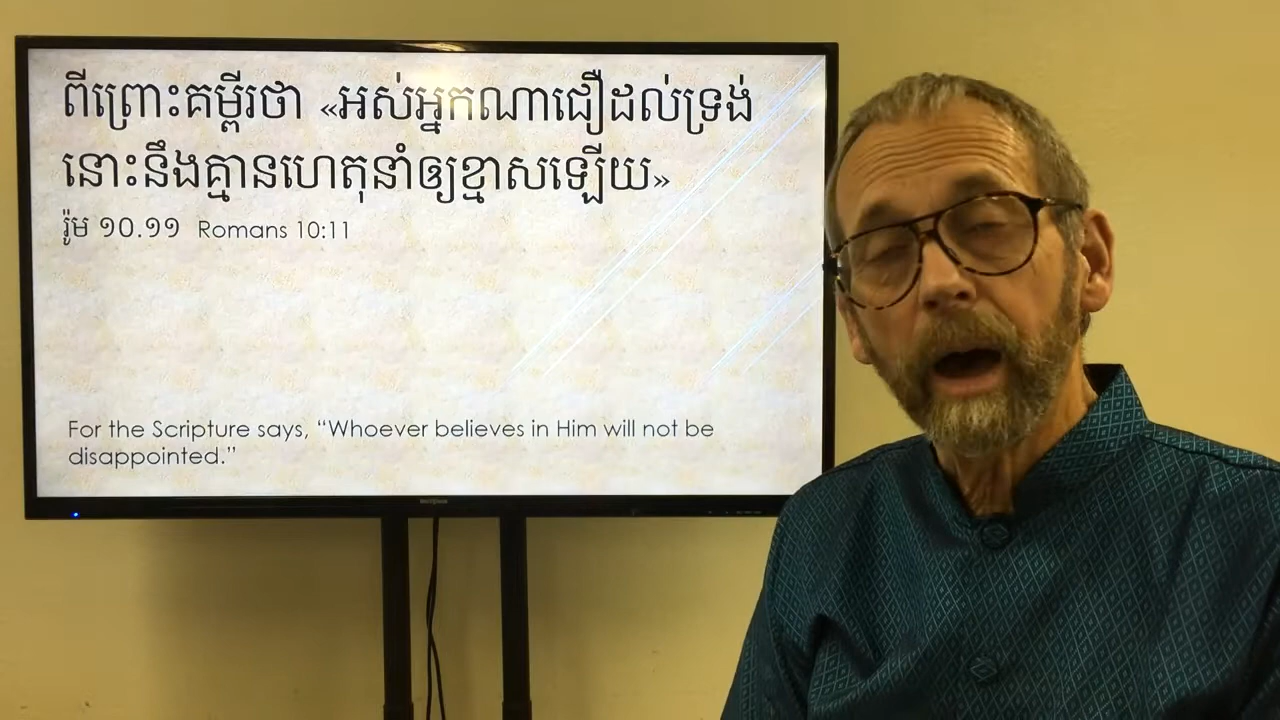 ពីព្រោះគម្ពីរថា «អស់អ្នកណាជឿដល់ទ្រង់
នោះនឹងគ្មានហេតុនាំឲ្យខ្មាសឡើយ»
រ៉ូម ១០.១១ Romans 10:11
For the Scripture says, “Whoever believes in Him will not be
disappointed.”